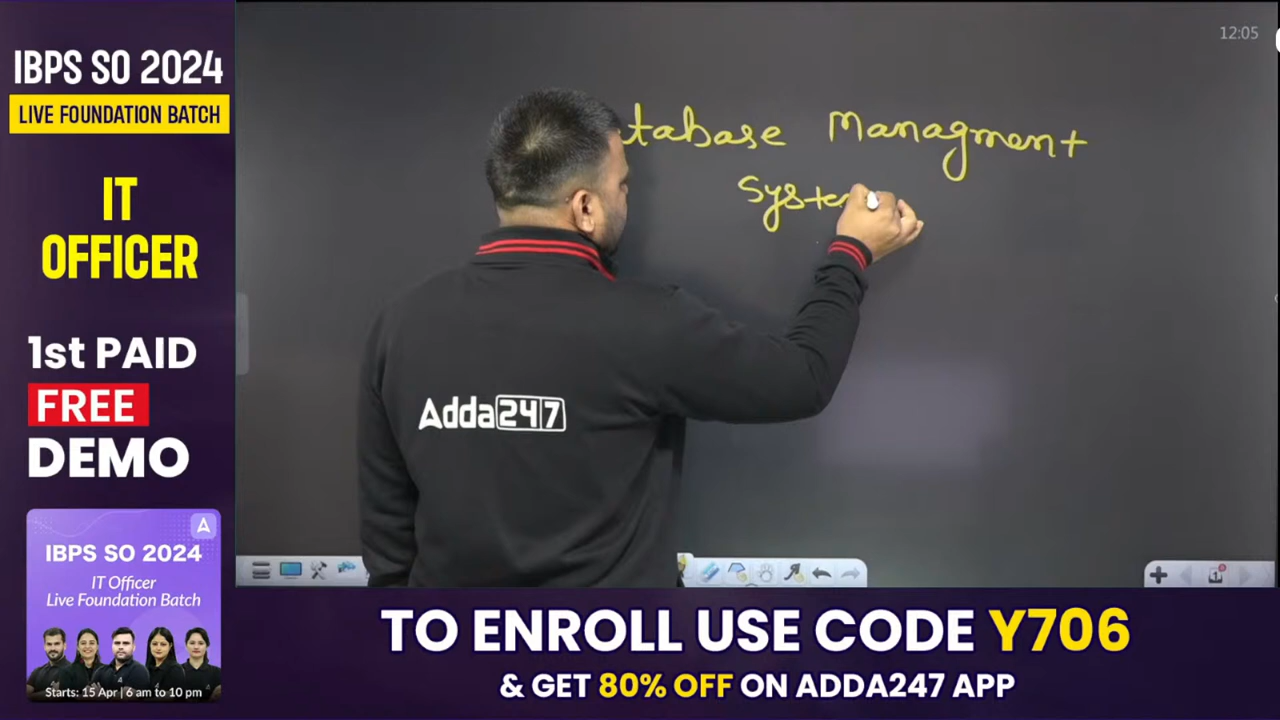 IBPS SO 2024
LIVE FOUNDATION BATCH
IT
OFFICER
1st PAID
FREE
DEMO
IBPS SO 2024
IT Officer
Live Foundation Batch
Starts: 15 Apr | 6 am to 10 pm
12:05
Managment
Adda247
1
TO ENROLL USE CODE Y706
& GET 80% OFF ON ADDA247 APP